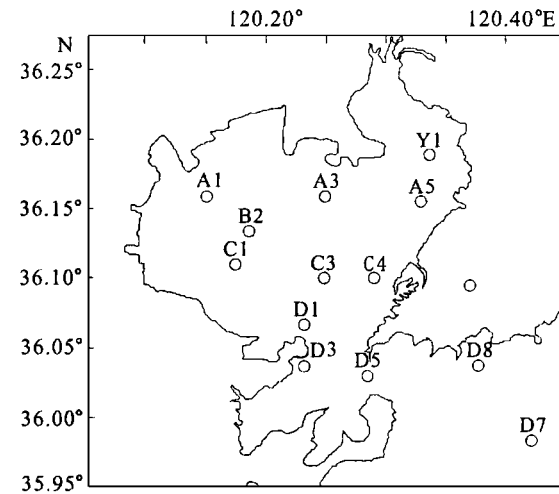 120.20° 120.40°E
N
36.25°
36.20°
Y1
A1 A3 A5
36.15°
B2
C1 C3 C4
36.10°
D1
36.05°
D3 D5 D8
36.00°
D7
35.95°